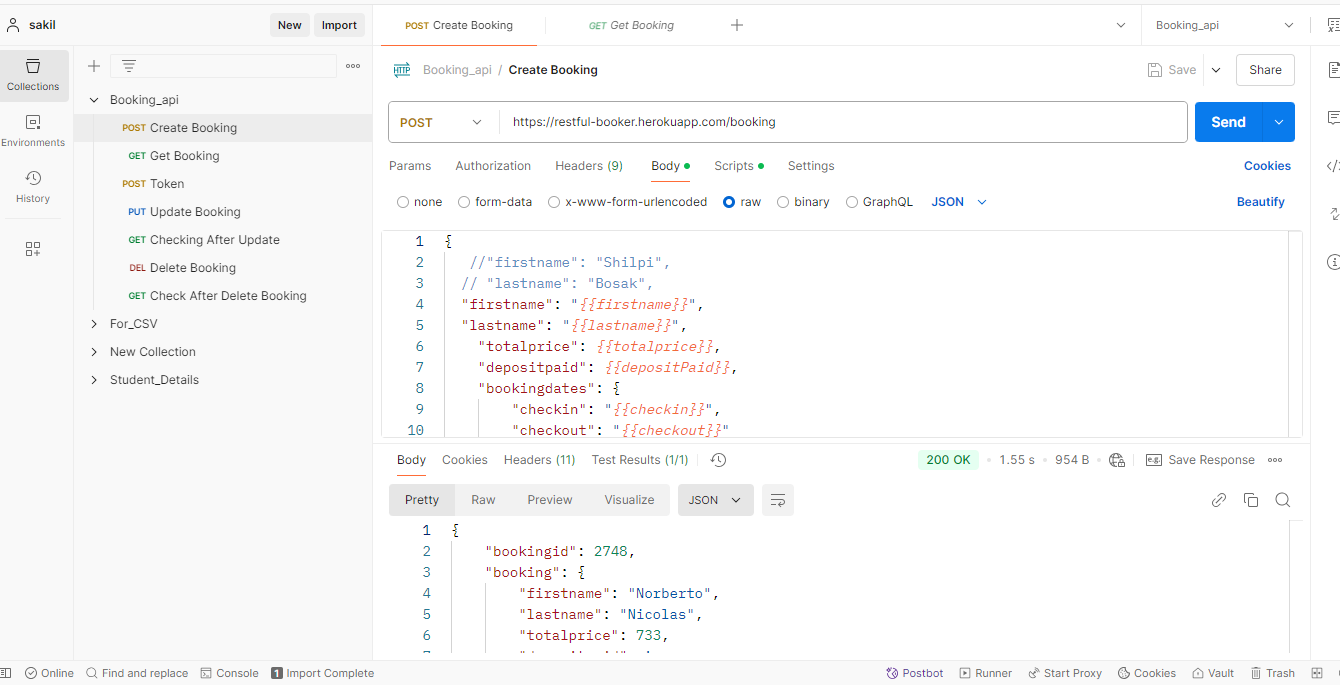 sakil New Import POST Create Booking GET Get Booking Booking_api
Collections
Environments
History
Booking_api
POST Create Booking
GET Get Booking
POST Token
PUT Update Booking
GET Checking After Update
DEL Delete Booking
GET Check After Delete Booking
For_CSV
New Collection
Student_Details
HTTP Booking_api / Create Booking Save Share
POST https://restful-booker.herokuapp.com/booking Send
Params Authorization Headers (9) Body Scripts Settings Cookies
none form-data x-www-form-urlencoded raw binary GraphQL JSON Beautify
1 {
2 //"firstname": "Shilpi",
3 // "lastname": "Bosak",
4 "firstname": "{{firstname}}",
5 "lastname": "{{lastname}}",
6 "totalprice": {{totalprice}},
7 "depositpaid": {{depositPaid}},
8 "bookingdates": {
9 "checkin": "{{checkin}}",
10 "checkout": "{{checkout}}"
Body Cookies Headers (11) Test Results (1/1) 200 OK • 1.55 s • 954 B • e.g. Save Response
Pretty Raw Preview Visualize JSON
1 {
2 "bookingid": 2748,
3 "booking": {
4 "firstname": "Norberto",
5 "lastname": "Nicolas",
6 "totalprice": 733,
Online Find and replace Console 1 Import Complete Postbot Runner Start Proxy Cookies Vault Trash